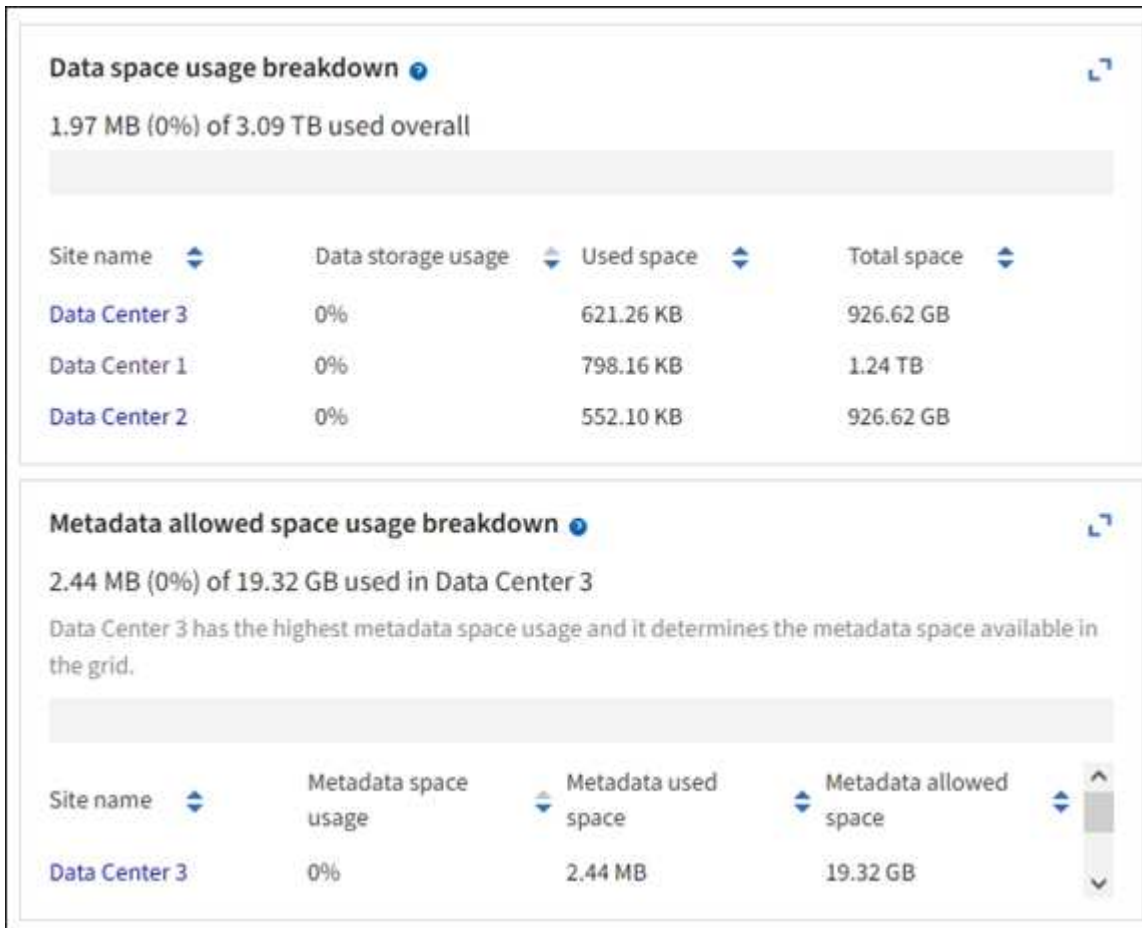 Data space usage breakdown
1.97 MB (0%) of 3.09 TB used overall
Site name Data storage usage Used space Total space
Data Center 3 0% 621.26 KB 926.62 GB
Data Center 1 0% 798.16 KB 1.24 TB
Data Center 2 0% 552.10 KB 926.62 GB
Metadata allowed space usage breakdown
2.44 MB (0%) of 19.32 GB used in Data Center 3
Data Center 3 has the highest metadata space usage and it determines the metadata space available in
the grid.
Site name Metadata space usage Metadata used space Metadata allowed space
Data Center 3 0% 2.44 MB 19.32 GB